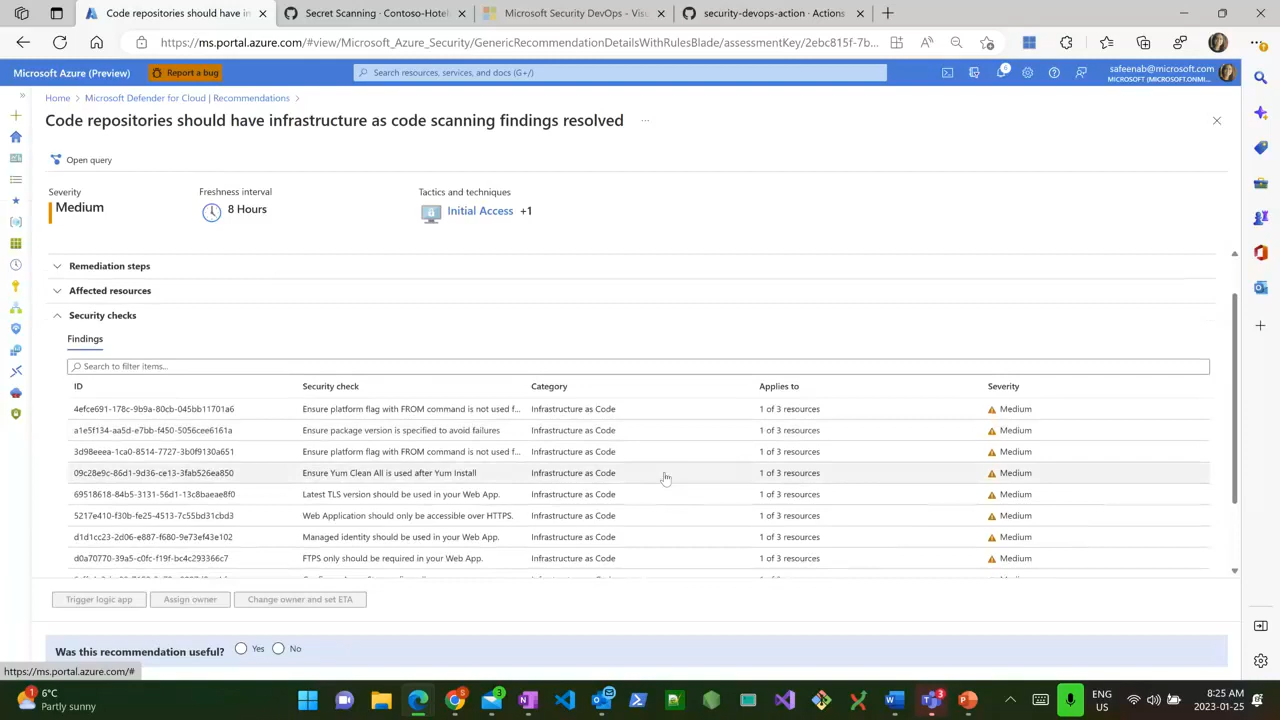 Code repositories should have in
Secret Scanning · Contoso-Hotel
Microsoft Security DevOps - Visu
security-devops-action · Actions
https://ms.portal.azure.com/#view/Microsoft_Azure_Security/GenericRecommendationDetailsWithRulesBlade/assessmentKey/2ebc815f-7b...
Microsoft Azure (Preview)
Report a bug
Search resources, services, and docs (G+/)
6
safeenab@microsoft.com
MICROSOFT (MICROSOFT.ONMI...
Home > Microsoft Defender for Cloud | Recommendations >
Code repositories should have infrastructure as code scanning findings resolved ...
Open query
Severity
Medium
Freshness interval
8 Hours
Tactics and techniques
Initial Access +1
Remediation steps
Affected resources
Security checks
Findings
Search to filter items...
ID Security check Category Applies to Severity
4efce691-178c-9b9a-80cb-045bb11701a6 Ensure platform flag with FROM command is not used f... Infrastructure as Code 1 of 3 resources Medium
a1e5f134-aa5d-e7bb-f450-5056cee6161a Ensure package version is specified to avoid failures Infrastructure as Code 1 of 3 resources Medium
3d98eeea-1ca0-8514-7727-3b0f9130a651 Ensure platform flag with FROM command is not used f... Infrastructure as Code 1 of 3 resources Medium
09c28e9c-86d1-9d36-ce13-3fab526ea850 Ensure Yum Clean All is used after Yum Install Infrastructure as Code 1 of 3 resources Medium
69518618-84b5-3131-56d1-13c8baeae8f0 Latest TLS version should be used in your Web App. Infrastructure as Code 1 of 3 resources Medium
5217e410-f30b-fe25-4513-7c55bd31cbd3 Web Application should only be accessible over HTTPS. Infrastructure as Code 1 of 3 resources Medium
d1d1cc23-2d06-e887-f680-9e73ef43e102 Managed identity should be used in your Web App. Infrastructure as Code 1 of 3 resources Medium
d0a70770-39a5-c0fc-f19f-bc4c293366c7 FTPS only should be required in your Web App. Infrastructure as Code 1 of 3 resources Medium
Trigger logic app
Assign owner
Change owner and set ETA
Was this recommendation useful? Yes No
https://ms.portal.azure.com/#
1
6°C
Partly sunny
3
3
ENG
US
8:25 AM
2023-01-25